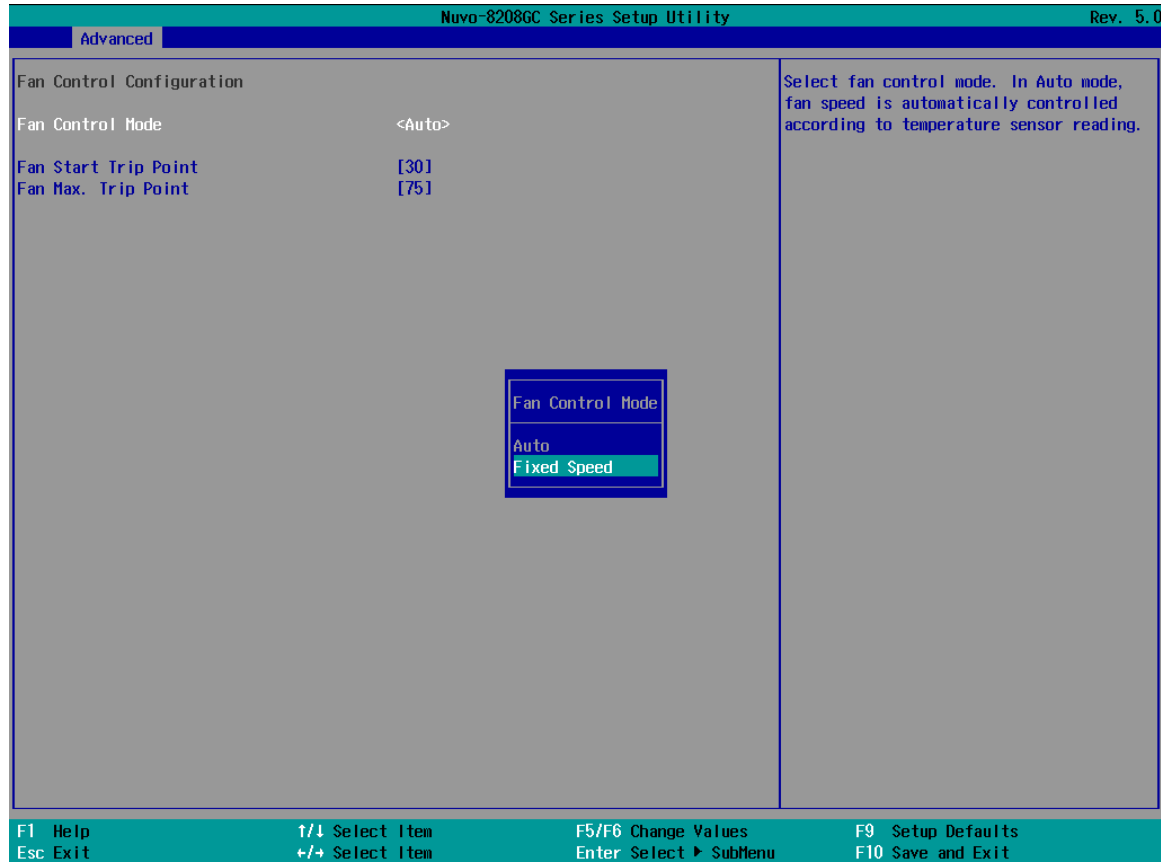 Nuvo-8208GC Series Setup Utility Rev. 5.0
Advanced
Fan Control Configuration
Fan Control Mode <Auto>
Fan Start Trip Point [30]
Fan Max. Trip Point [75]
Select fan control mode. In Auto mode,
fan speed is automatically controlled
according to temperature sensor reading.
Fan Control Mode
Auto
Fixed Speed
F1 Help ↑/↓ Select Item F5/F6 Change Values F9 Setup Defaults
Esc Exit ←/→ Select Item Enter Select ▶ SubMenu F10 Save and Exit